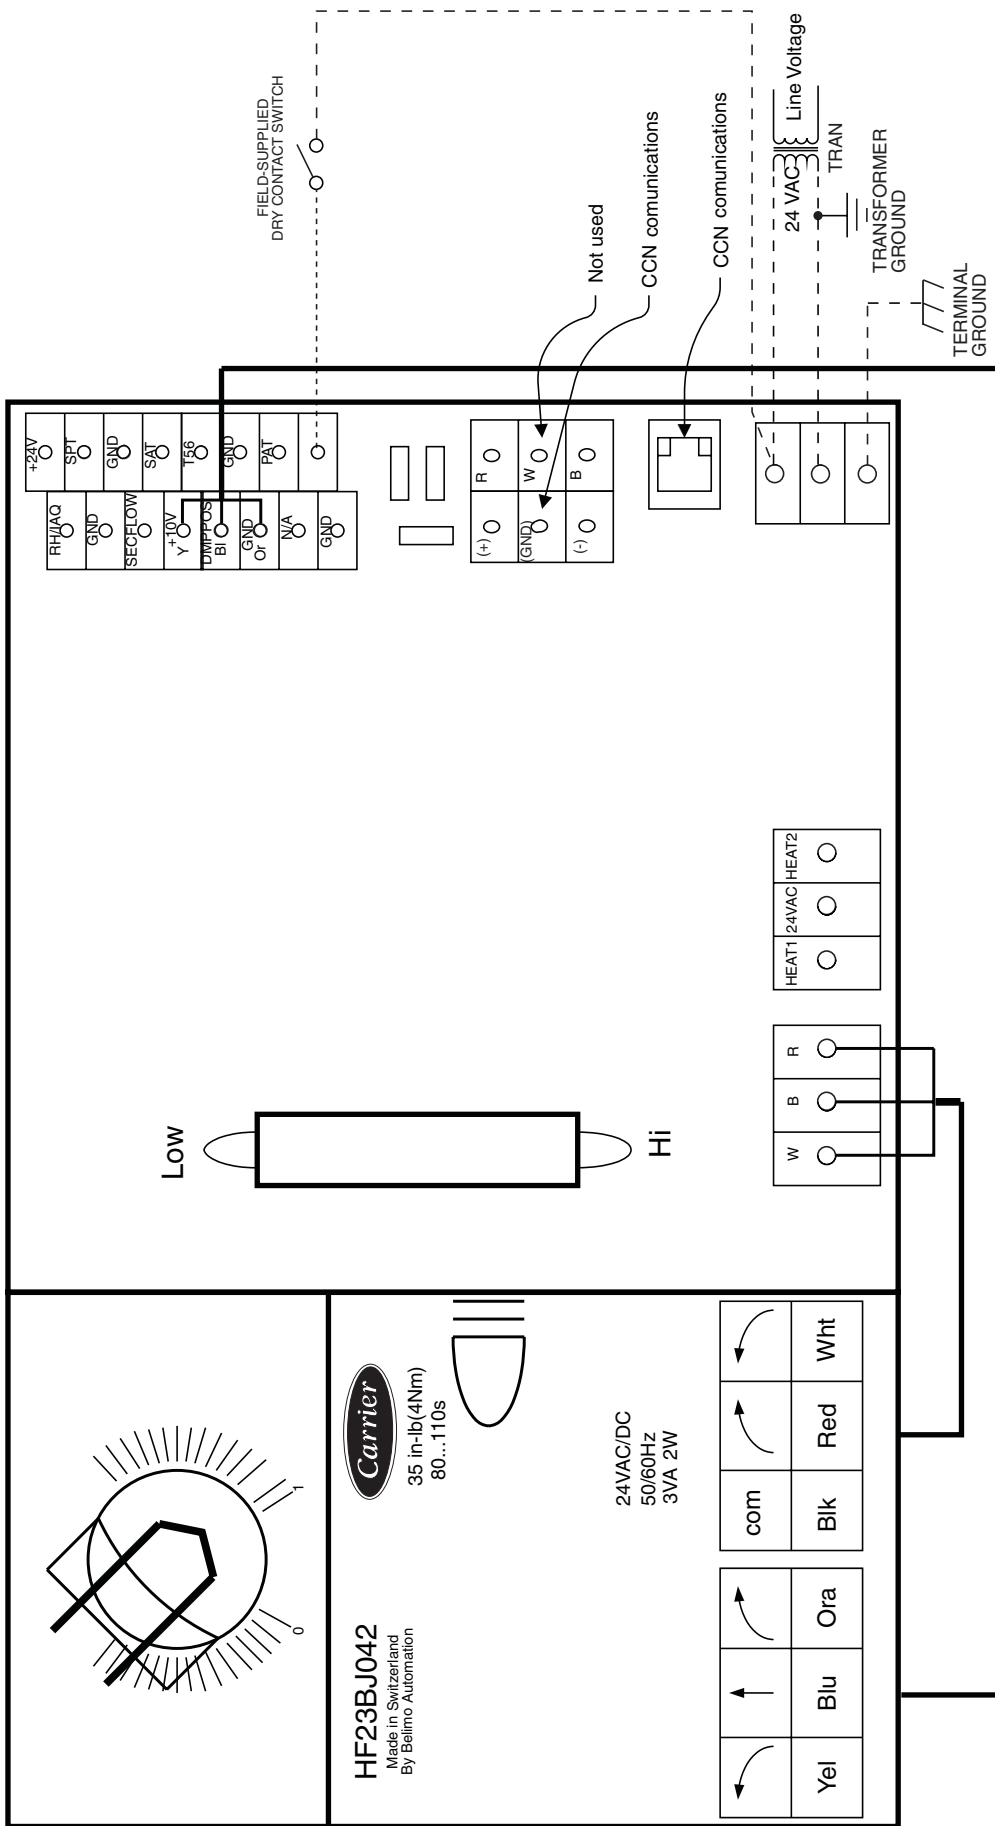 FIELD-SUPPLIED
DRY CONTACT SWITCH
Line Voltage
24 VAC
TRAN
TRANSFORMER
GROUND
TERMINAL
GROUND
Not used
CCN comunications
CCN comunications
+24V
SPT
GND
SAT
T56
GND
PAT
RH/IAQ
GND
SECFLOW
+10V
Y
DMPPOS
Bl
GND
Or
N/A
GND
R
W
B
(+)
(GND)
(-)
HEAT1
24VAC
HEAT2
W
B
R
Low
Hi
Carrier
35 in-lb(4Nm)
80...110s
0
1
HF23BJ042
Made in Switzerland
By Belimo Automation
24VAC/DC
50/60Hz
3VA 2W
com
Yel
Blu
Ora
Blk
Red
Wht